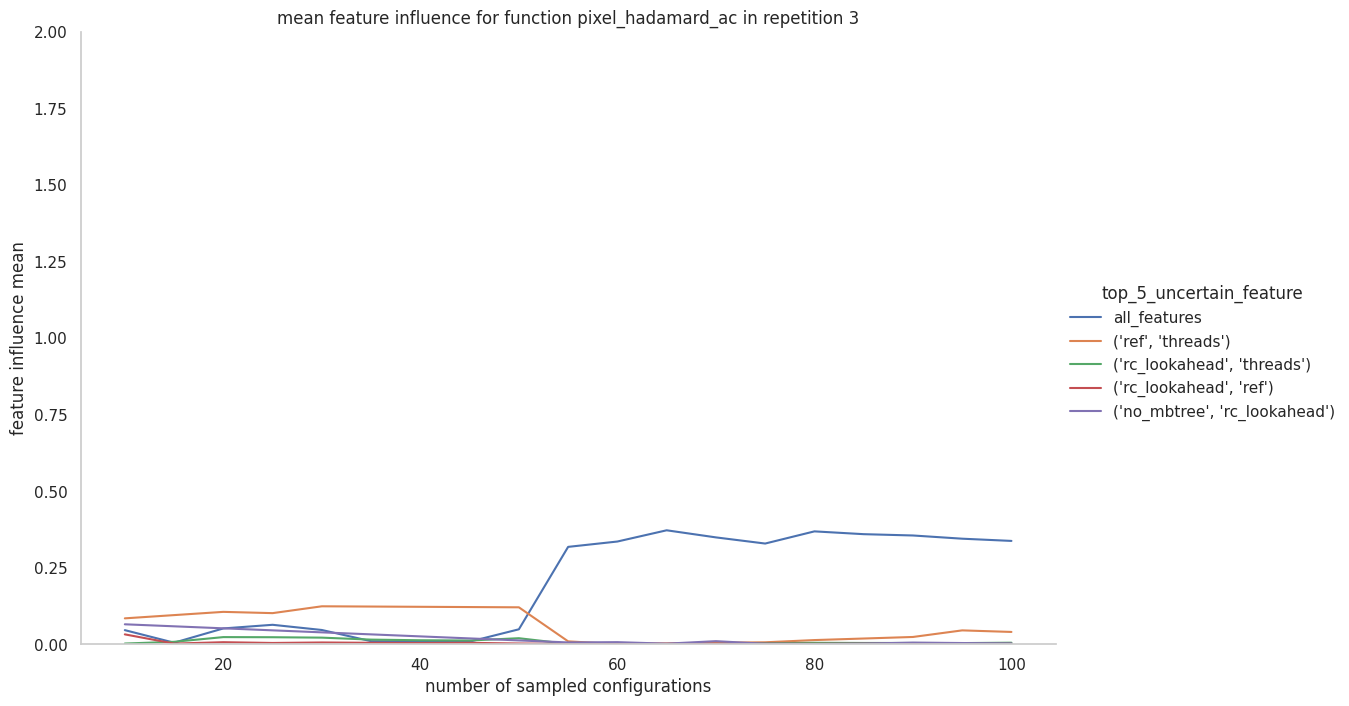 mean feature influence for function pixel_hadamard_ac in repetition 3
2.00
1.75
1.50
1.25
1.00
0.75
0.50
0.25
0.00
feature influence mean
20
40
60
80
100
number of sampled configurations
top_5_uncertain_feature
all_features
('ref', 'threads')
('rc_lookahead', 'threads')
('rc_lookahead', 'ref')
('no_mbtree', 'rc_lookahead')